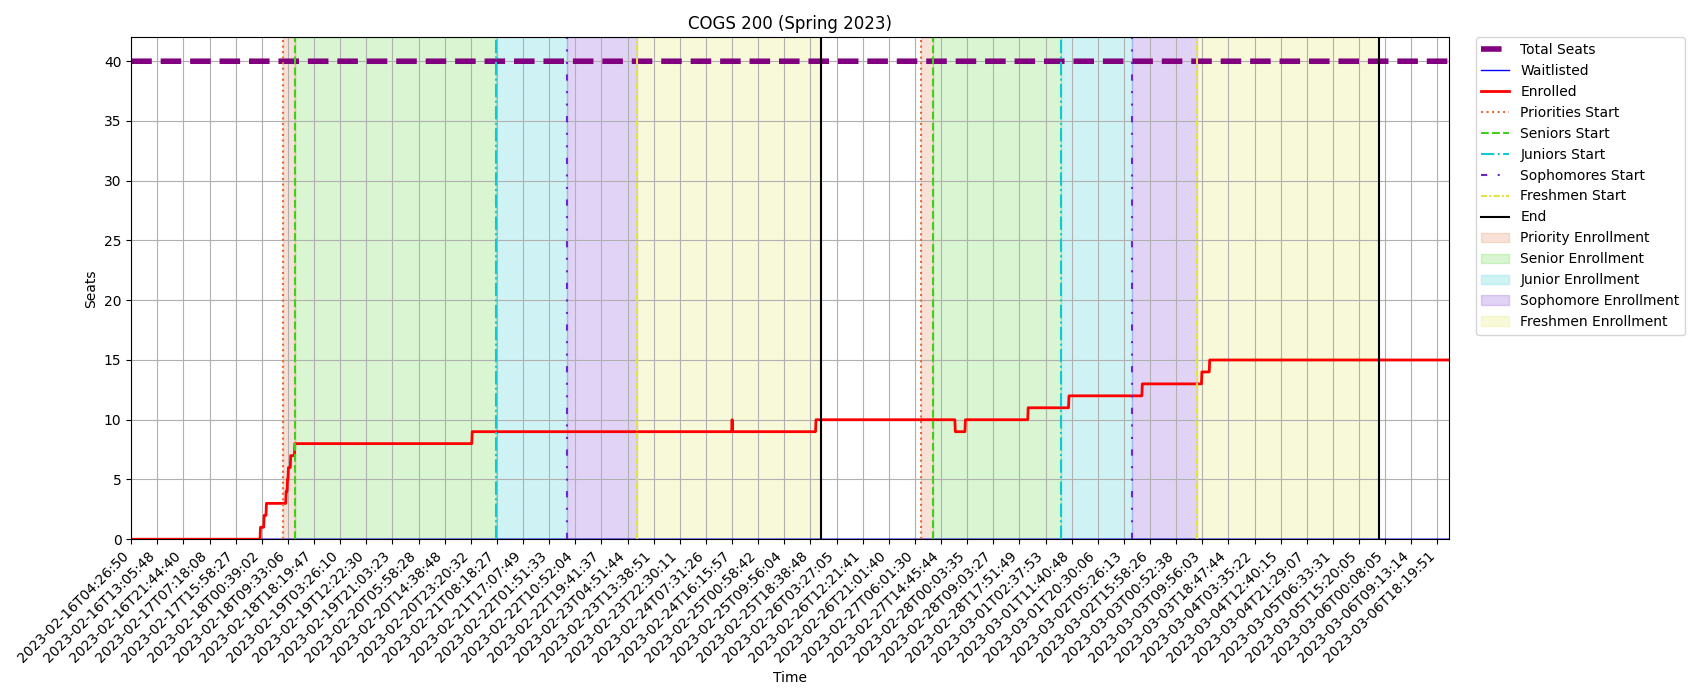 COGS 200 (Spring 2023)
Total Seats
Waitlisted
Enrolled
Priorities Start
Seniors Start
Juniors Start
Sophomores Start
Freshmen Start
End
Priority Enrollment
Senior Enrollment
Junior Enrollment
Sophomore Enrollment
Freshmen Enrollment
Seats
40
35
30
25
20
15
10
5
0
2023-02-16T04:26:50
2023-02-16T13:05:48
2023-02-16T21:44:40
2023-02-17T07:18:08
2023-02-17T15:58:27
2023-02-18T00:39:02
2023-02-18T09:33:06
2023-02-18T18:19:47
2023-02-19T03:26:10
2023-02-19T12:22:30
2023-02-19T21:03:23
2023-02-20T05:58:28
2023-02-20T14:38:48
2023-02-20T23:20:32
2023-02-21T08:18:27
2023-02-21T17:07:49
2023-02-22T01:51:33
2023-02-22T10:52:04
2023-02-22T19:41:37
2023-02-23T04:51:44
2023-02-23T13:38:51
2023-02-23T22:30:11
2023-02-24T07:31:26
2023-02-24T16:15:57
2023-02-25T00:58:42
2023-02-25T09:56:04
2023-02-25T18:38:48
2023-02-26T03:27:05
2023-02-26T12:21:41
2023-02-26T21:01:40
2023-02-27T06:01:30
2023-02-27T14:45:44
2023-02-28T00:03:35
2023-02-28T09:03:27
2023-02-28T17:51:49
2023-03-01T02:37:53
2023-03-01T11:40:48
2023-03-01T20:30:06
2023-03-02T05:26:13
2023-03-02T15:58:26
2023-03-03T00:52:38
2023-03-03T09:56:03
2023-03-03T18:47:44
2023-03-04T03:35:22
2023-03-04T12:40:15
2023-03-04T21:29:07
2023-03-05T06:33:31
2023-03-05T15:20:05
2023-03-06T00:08:05
2023-03-06T09:13:14
2023-03-06T18:19:51
Time